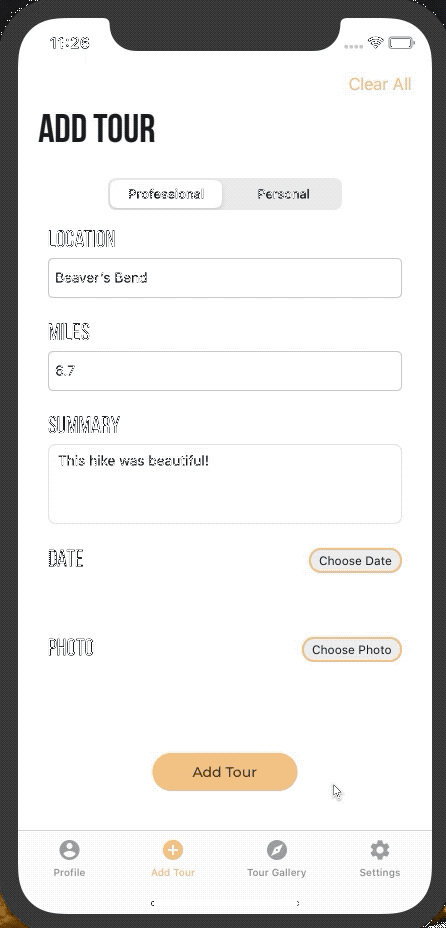 11:26
Clear All
ADD TOUR
Professional Personal
LOCATION
Beaver's Bend
MILES
6.7
SUMMARY
This hike was beautiful!
DATE Choose Date
PHOTO Choose Photo
Add Tour
Profile Add Tour Tour Gallery Settings